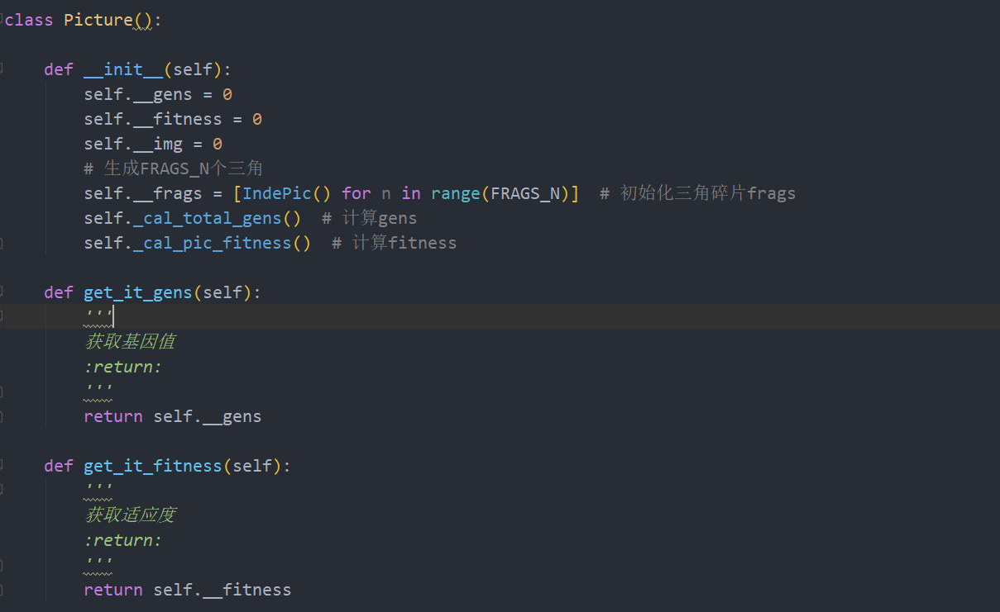 class Picture():
def __init__(self):
self.__gens = 0
self.__fitness = 0
self.__img = 0
# 生成FRAGS_N个三角
self.__frags = [IndePic() for n in range(FRAGS_N)]  # 初始化三角碎片frags
self._cal_total_gens()  # 计算gens
self._cal_pic_fitness()  # 计算fitness
def get_it_gens(self):
'''
获取基因值
:return:
'''
return self.__gens
def get_it_fitness(self):
'''
获取适应度
:return:
'''
return self.__fitness